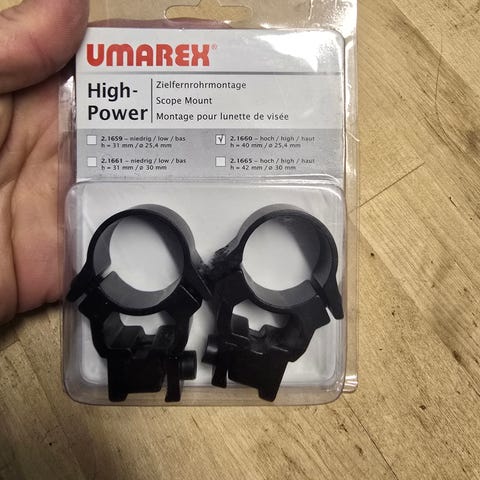 UMAREX®
High-
Power
Zielfernrohrmontage
Scope Mount
Montage pour lunette de visée
2.1659 – niedrig / low / bas
h = 31 mm / ø 25,4 mm
√ 2.1660 – hoch / high / haut
h = 40 mm / ø 25,4 mm
2.1661 – niedrig / low / bas
h = 31 mm / ø 30 mm
2.1665 – hoch / high / haut
h = 42 mm / ø 30 mm